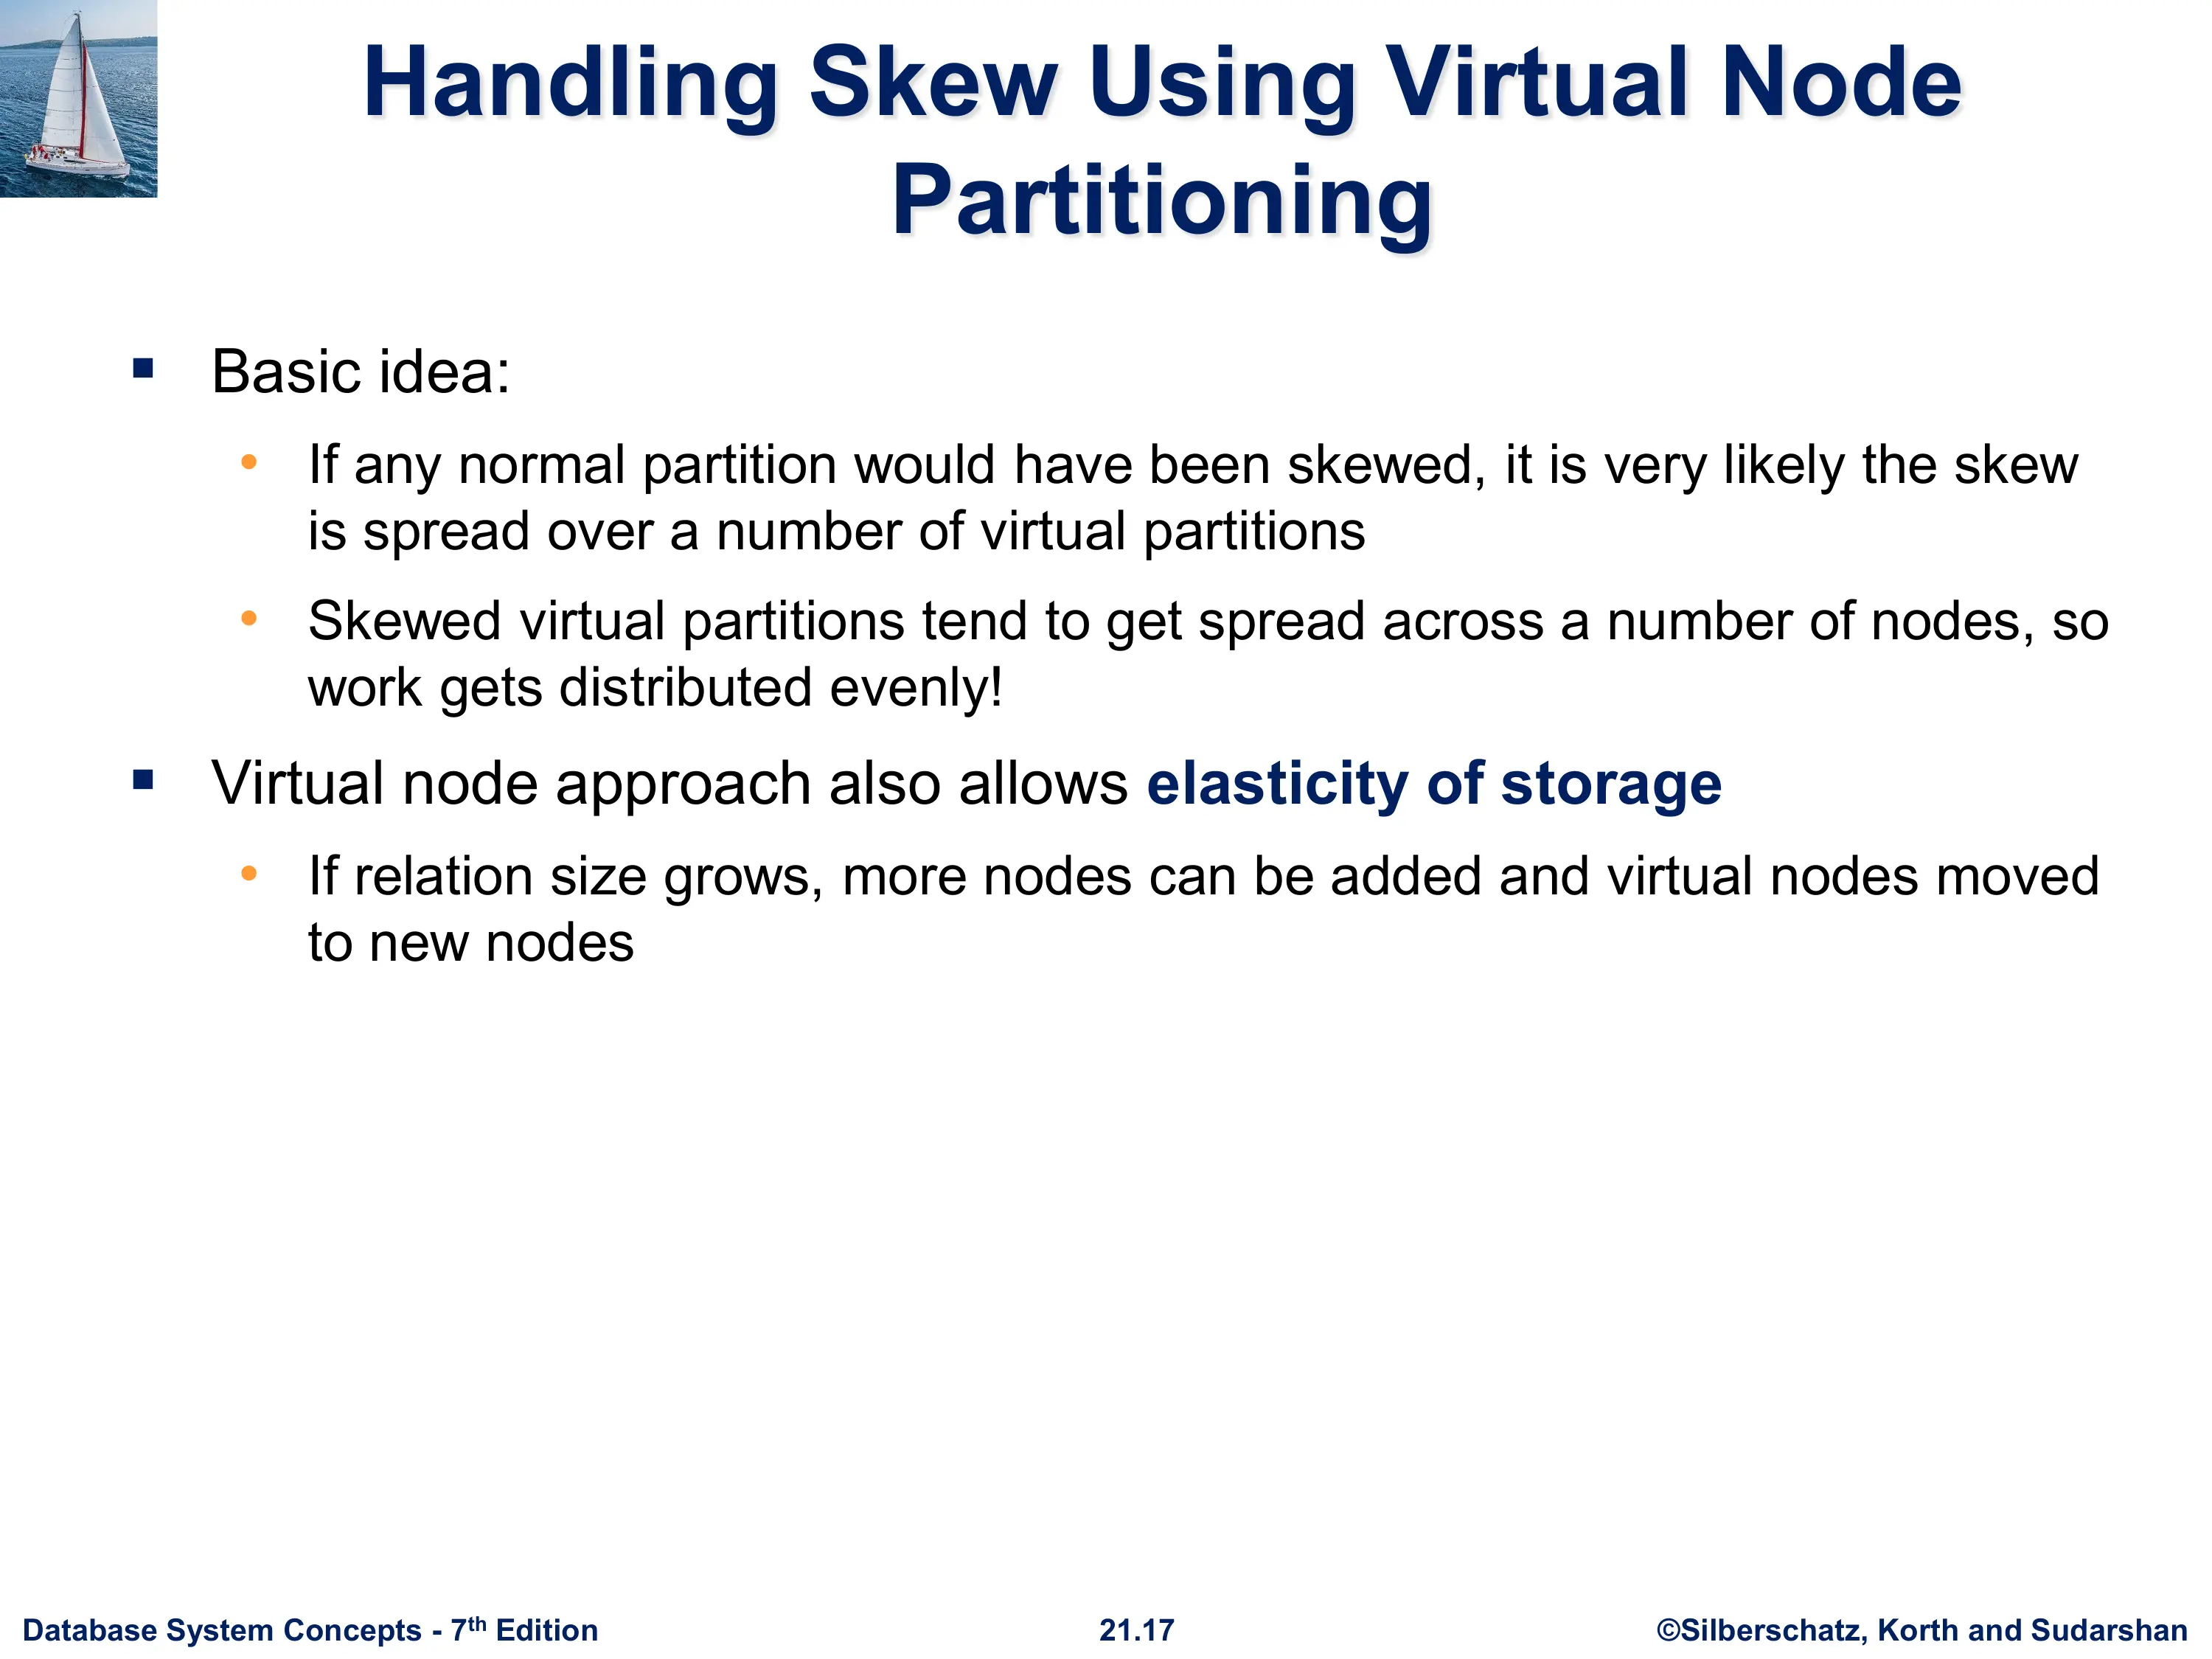 Handling Skew Using Virtual Node
Partitioning
▪ Basic idea:
• If any normal partition would have been skewed, it is very likely the skew
is spread over a number of virtual partitions
• Skewed virtual partitions tend to get spread across a number of nodes, so
work gets distributed evenly!
▪ Virtual node approach also allows elasticity of storage
• If relation size grows, more nodes can be added and virtual nodes moved
to new nodes
Database System Concepts - 7th Edition
21.17
©Silberschatz, Korth and Sudarshan